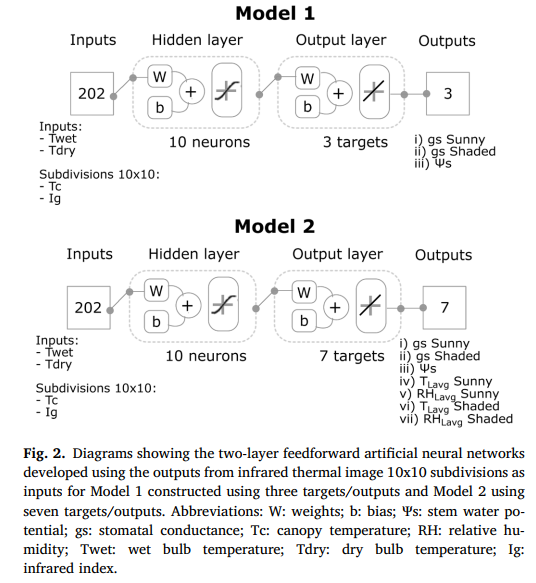 Model 1
Inputs Hidden layer Output layer Outputs
202 W b + W b + 3
10 neurons 3 targets
Inputs:
- Twet
- Tdry
Subdivisions 10x10:
- Tc
- Ig
i) gs Sunny
ii) gs Shaded
iii) Ψs
Model 2
Inputs Hidden layer Output layer Outputs
202 W b + W b + 7
10 neurons 7 targets
Inputs:
- Twet
- Tdry
Subdivisions 10x10:
- Tc
- Ig
i) gs Sunny
ii) gs Shaded
iii) Ψs
iv) TLavg Sunny
v) RHLavg Sunny
vi) TLavg Shaded
vii) RHLavg Shaded
Fig. 2. Diagrams showing the two-layer feedforward artificial neural networks
developed using the outputs from infrared thermal image 10x10 subdivisions as
inputs for Model 1 constructed using three targets/outputs and Model 2 using
seven targets/outputs. Abbreviations: W: weights; b: bias; Ψs: stem water po-
tential; gs: stomatal conductance; Tc: canopy temperature; RH: relative hu-
midity; Twet: wet bulb temperature; Tdry: dry bulb temperature; Ig:
infrared index.